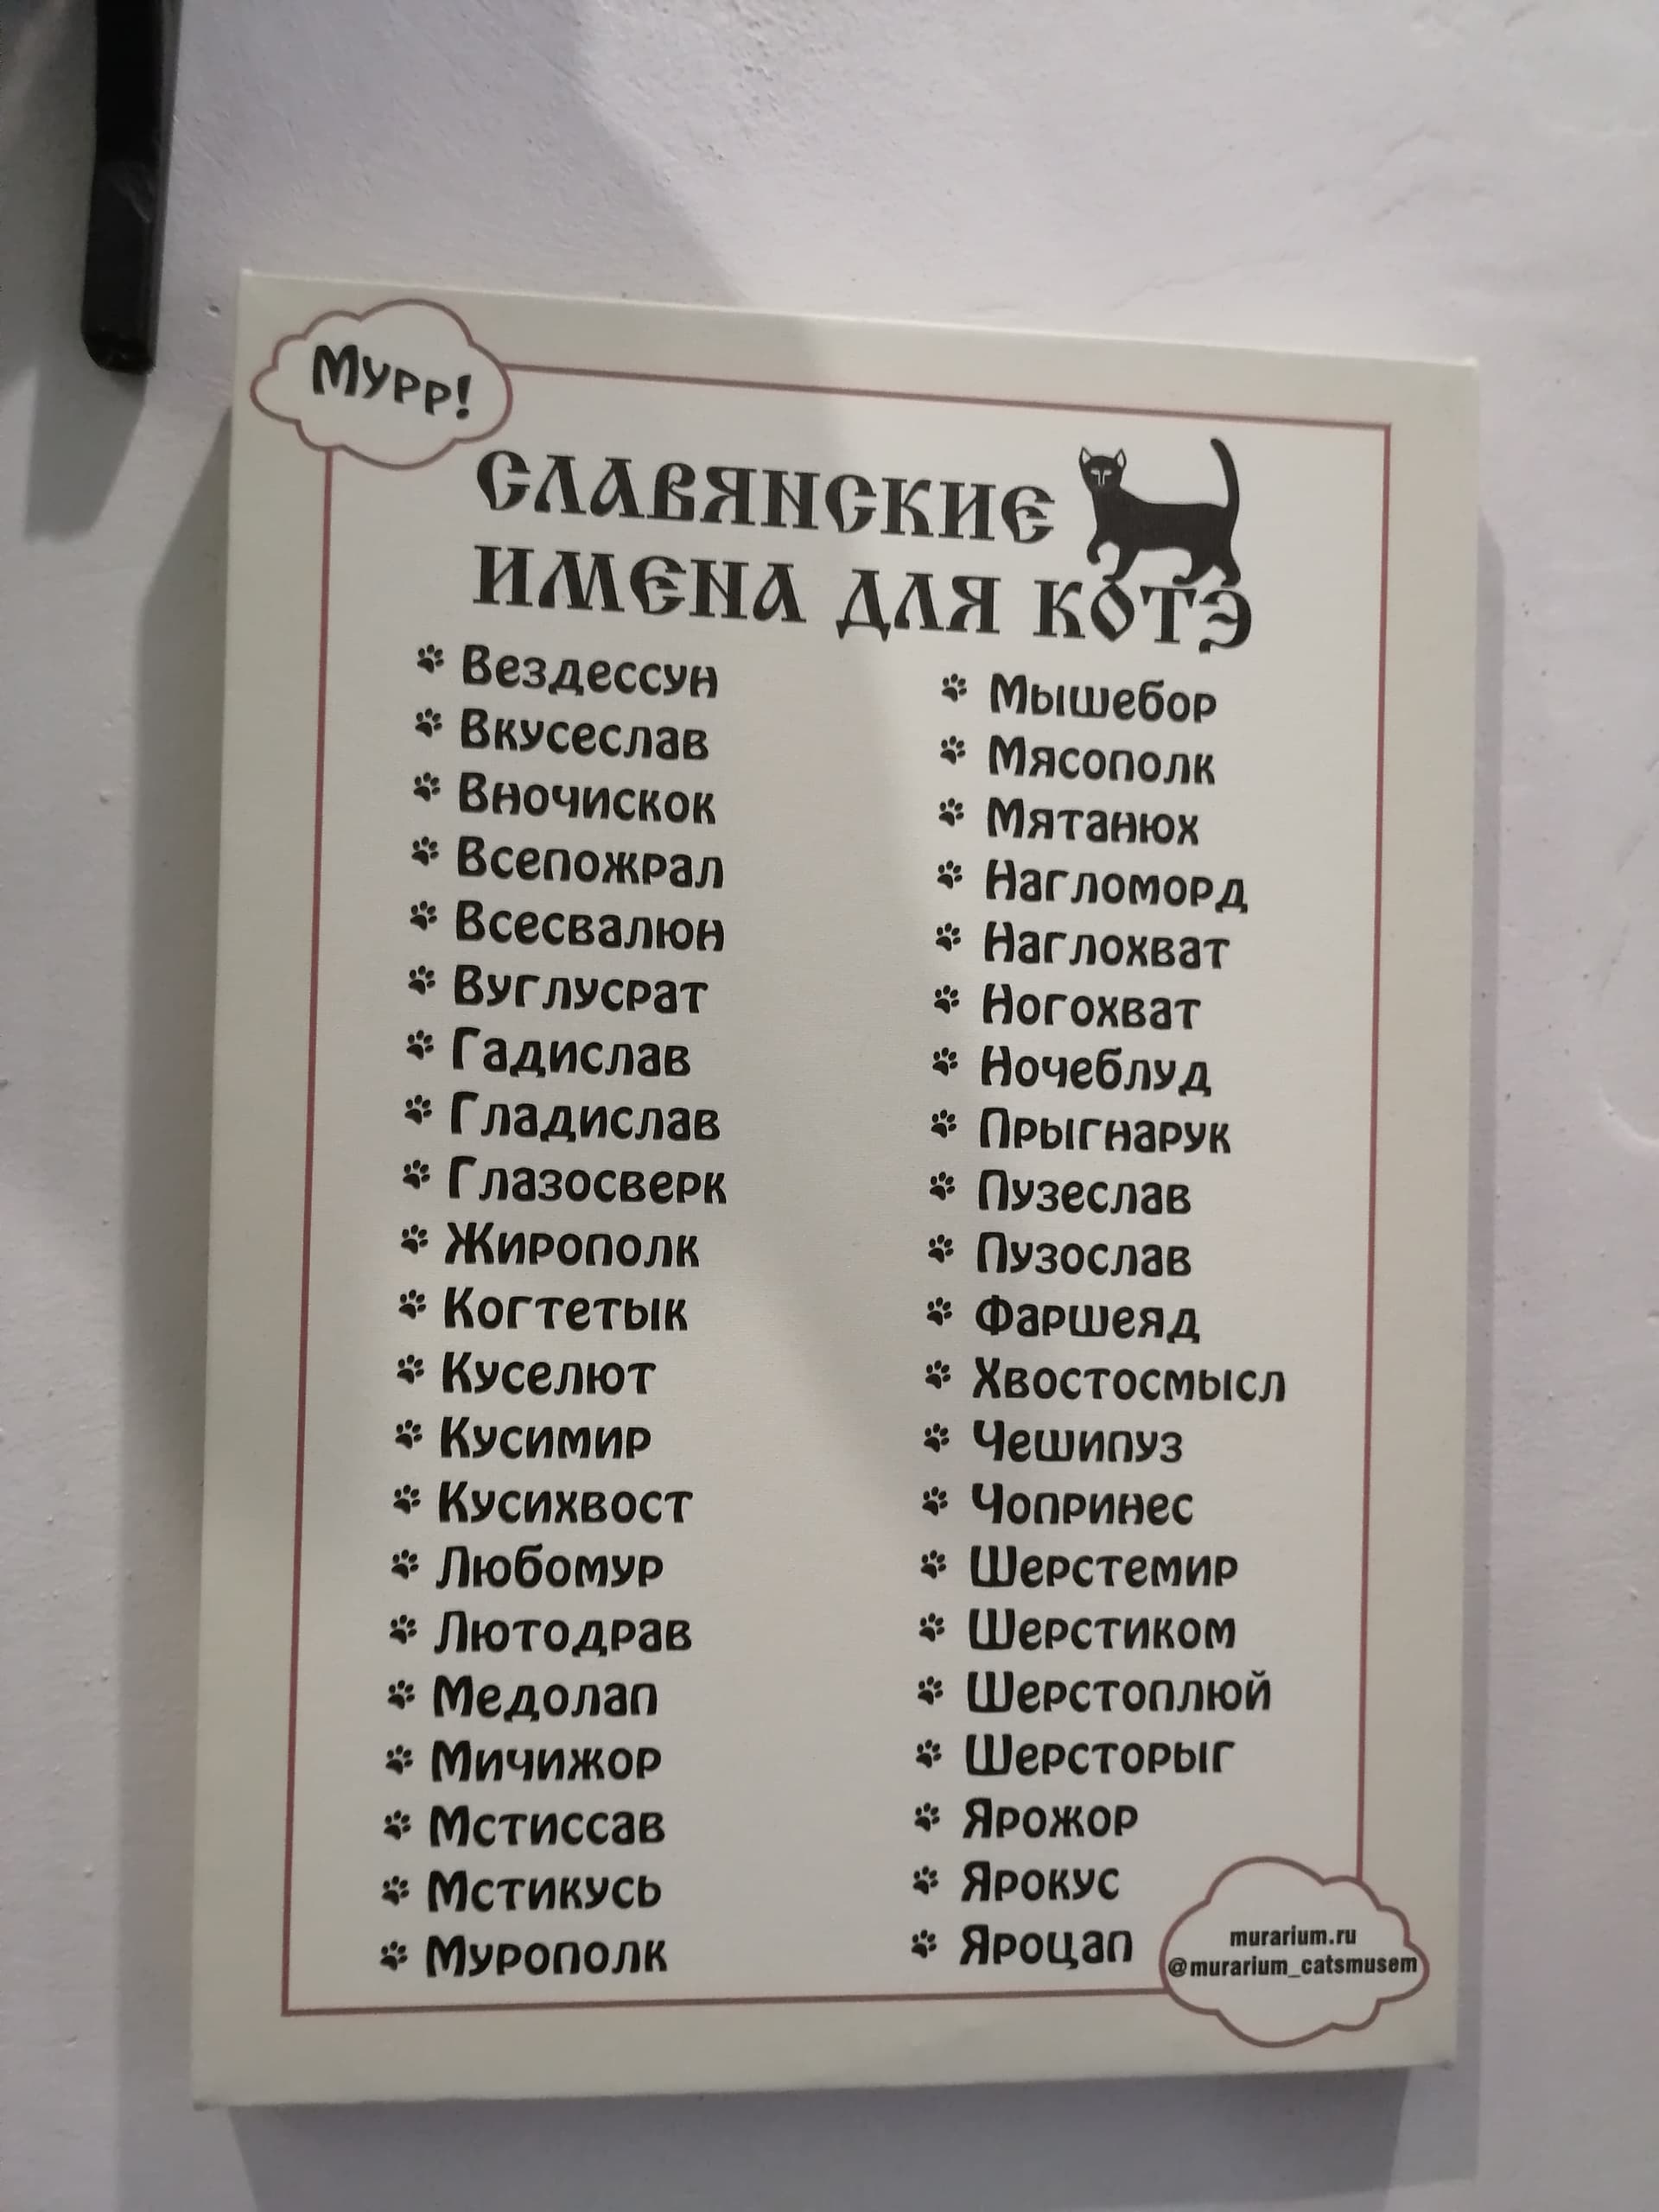 Мурр!
СЛАВЯНСКИЕ
ИМЕНА ДЛЯ КОТЭ
Вездессун
Вкусеслав
Вночискок
Всепожрал
Всесвалюн
Вуглусрат
Гадислав
Гладислав
Глазосверк
Жирополк
Когтетык
Куселют
Кусимир
Кусихвост
Любомур
Лютодрав
Медолап
Мичижор
Мстиссав
Мстикусь
Мурополк
Мышебор
Мясополк
Мятанюх
Нагломорд
Наглохват
Ногохват
Ночеблуд
Прыгнарук
Пузеслав
Пузослав
Фаршеяд
Хвостосмысл
Чешипуз
Чопринес
Шерстемир
Шерстиком
Шерстоплюй
Шерсторыг
Ярожор
Ярокус
Яроцап
murarium.ru
@murarium_catsmusem